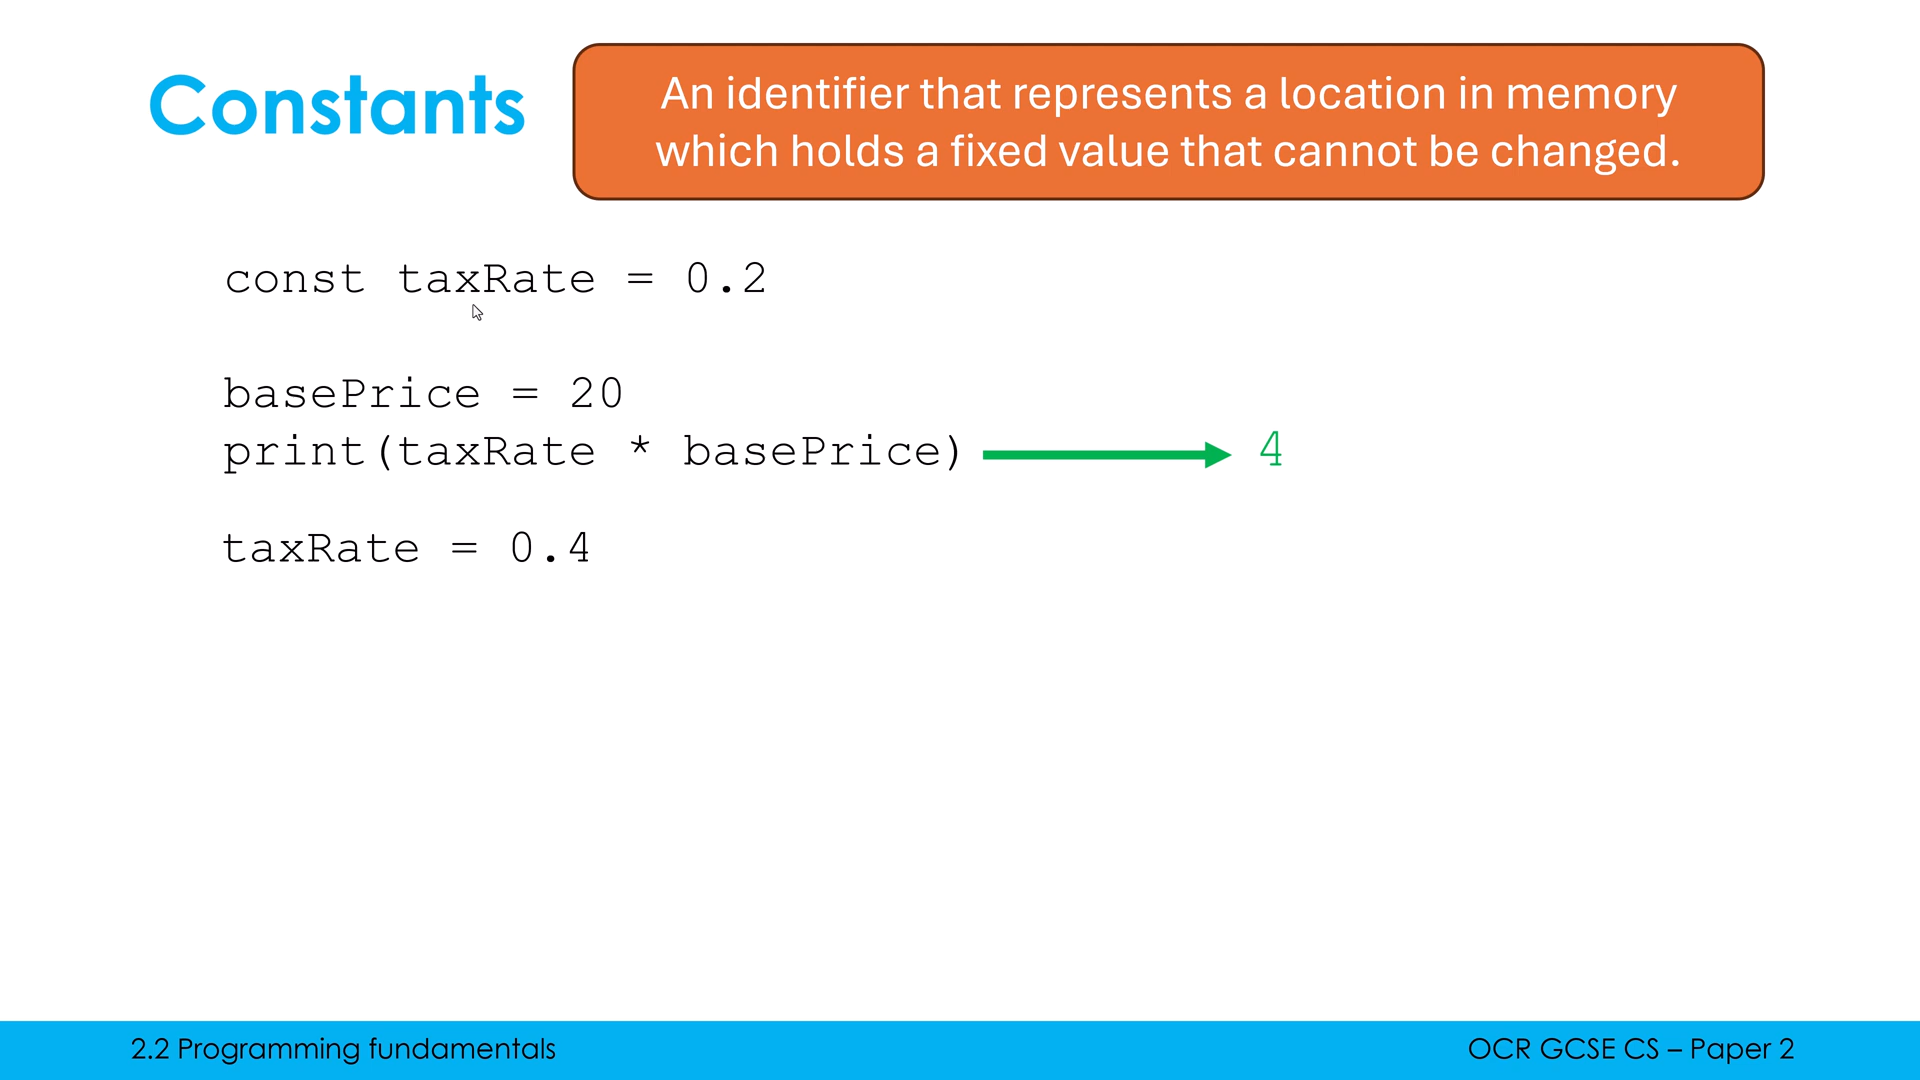 Constants
An identifier that represents a location in memory
which holds a fixed value that cannot be changed.
const taxRate = 0.2
basePrice = 20
print(taxRate * basePrice)
4
taxRate = 0.4
2.2 Programming fundamentals
OCR GCSE CS – Paper 2